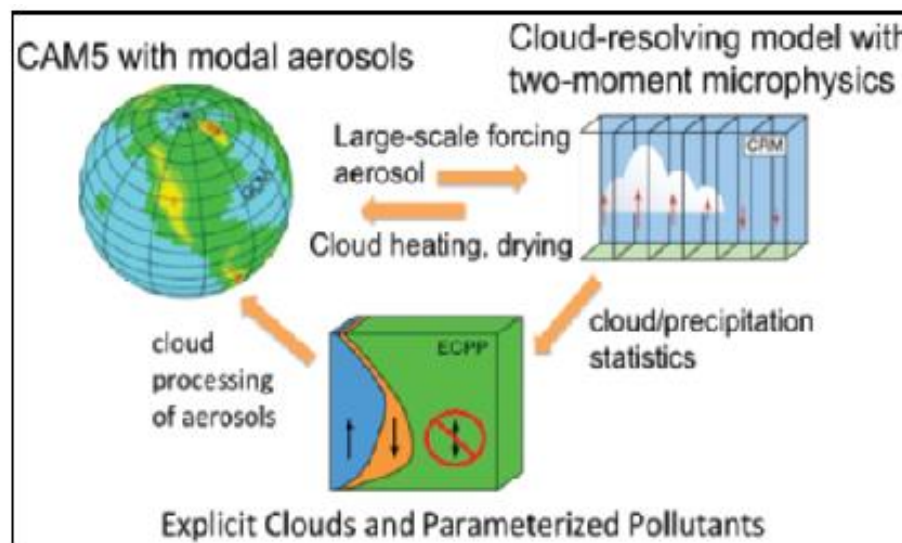 CAM5 with modal aerosols
Cloud-resolving model with
two-moment microphysics
Large-scale forcing
aerosol
Cloud heating, drying
GCM
CRM
cloud/precipitation
statistics
cloud
processing
of aerosols
ECPP
Explicit Clouds and Parameterized Pollutants